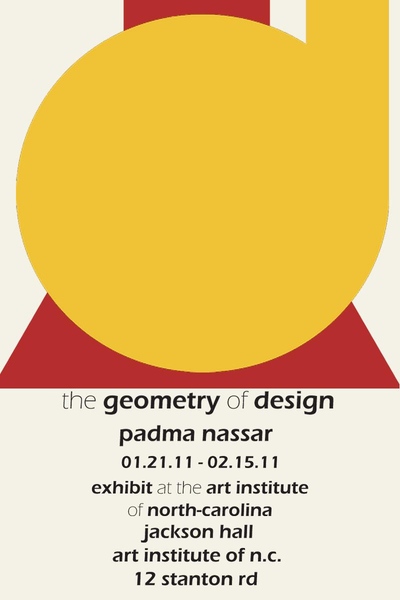 the geometry of design
padma nassar
01.21.11 - 02.15.11
exhibit at the art institute
of north-carolina
jackson hall
art institute of n.c.
12 stanton rd